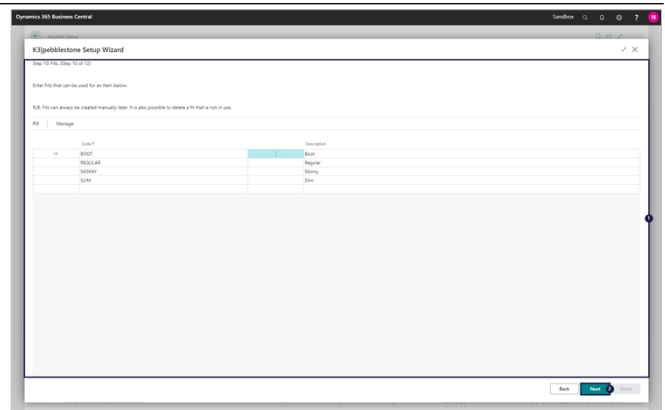 Dynamics 365 Business Central
Sandbox
?
N
Assisted Setup
K3|pebblestone Setup Wizard
Step 10: Fits. (Step 10 of 12)
Enter Fits that can be used for an item below.
N.B. Fits can always be created manually later. It is also possible to delete a fit that is not in use.
Fit | Manage
Code ↑ Description
→ BOOT Boot
REGULAR Regular
SKINNY Skinny
SLIM Slim
1
Back Next 2 Finish